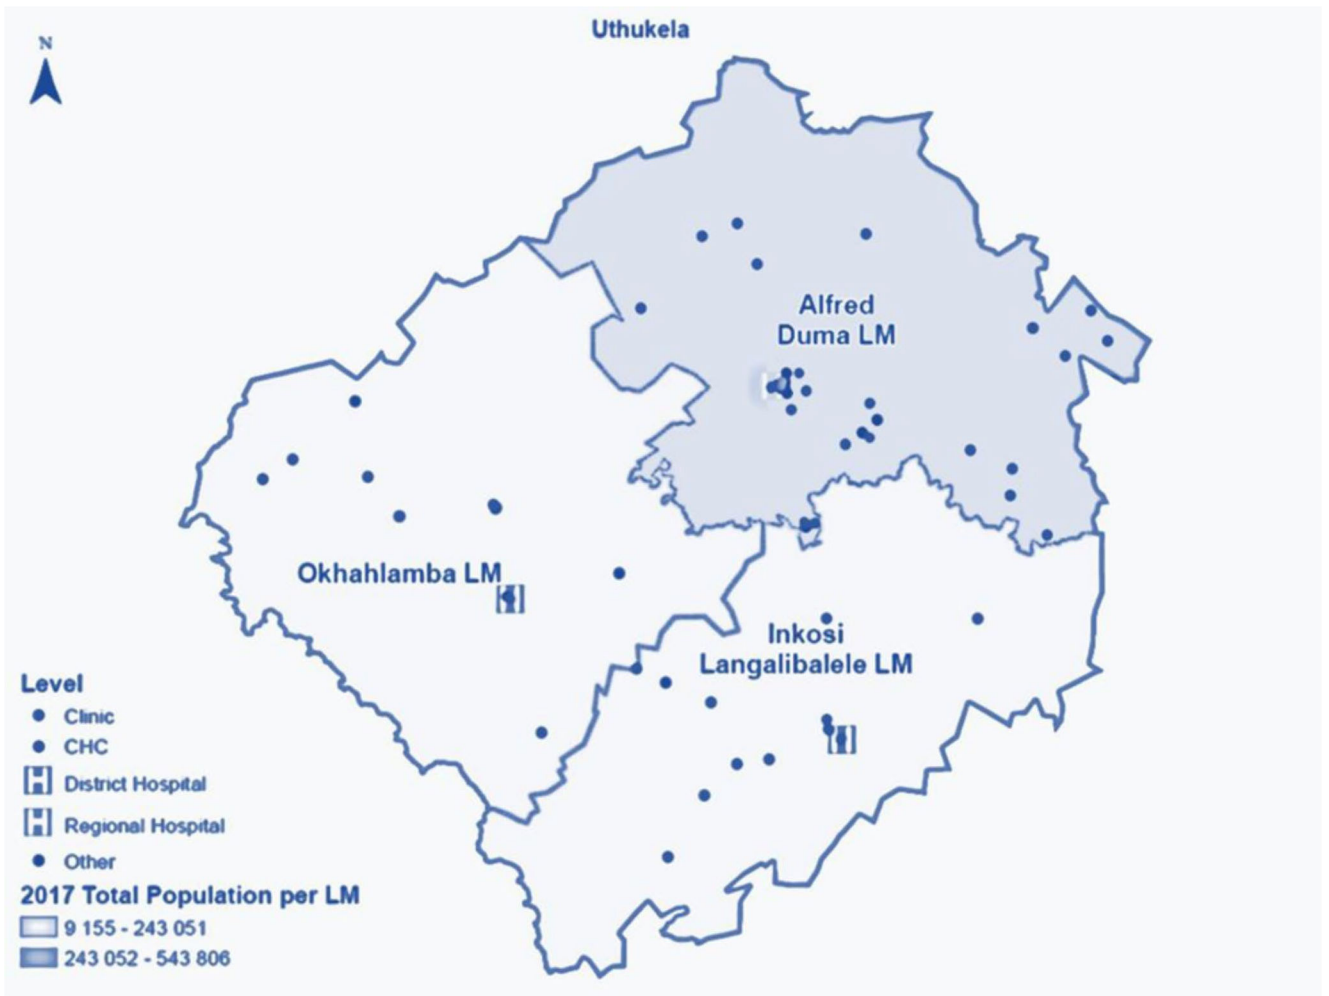 Uthukela
N
Alfred
Duma LM
Okhahlamba LM
Inkosi
Langalibalele LM
Level
Clinic
CHC
H District Hospital
H Regional Hospital
Other
2017 Total Population per LM
9 155 - 243 051
243 052 - 543 806